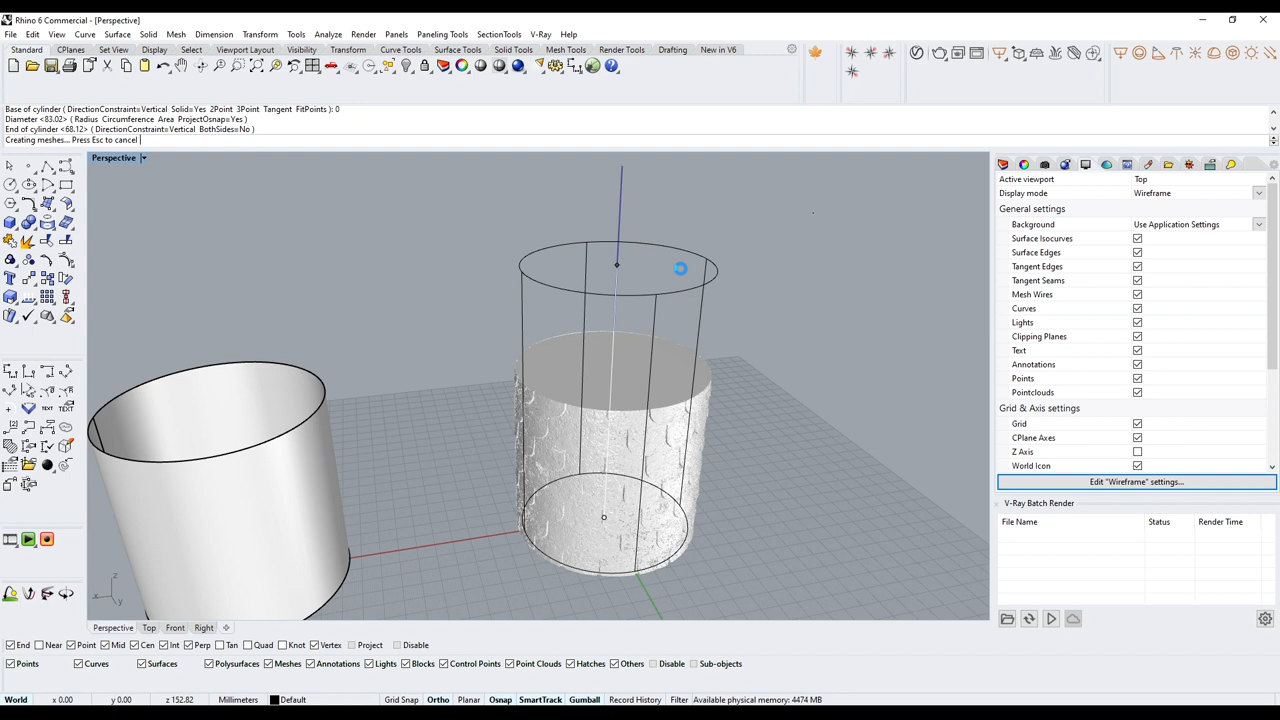 Rhino 6 Commercial - [Perspective]
File Edit View Curve Surface Solid Mesh Dimension Transform Tools Analyze Render Panels Paneling Tools SectionTools V-Ray Help
Standard CPlanes Set View Display Select Viewport Layout Visibility Transform Curve Tools Surface Tools Solid Tools Mesh Tools Render Tools Drafting New in V6
Base of cylinder ( DirectionConstraint=Vertical Solid=Yes 2Point 3Point Tangent FitPoints ): 0
Diameter <83.02> ( Radius Circumference Area ProjectOsnap=Yes )
End of cylinder <68.12> ( DirectionConstraint=Vertical BothSides=No )
Creating meshes... Press Esc to cancel
Perspective
Active viewport Top
Display mode Wireframe
General settings
Background Use Application Settings
Surface Isocurves
Surface Edges
Tangent Edges
Tangent Seams
Mesh Wires
Curves
Lights
Clipping Planes
Text
Annotations
Points
Pointclouds
Grid & Axis settings
Grid
CPlane Axes
Z Axis
World Icon
Edit "Wireframe" settings...
V-Ray Batch Render
File Name Status Render Time
TEXT TEXT
z
x y
Perspective Top Front Right
End Near Point Mid Cen Int Perp Tan Quad Knot Vertex Project Disable
Points Curves Surfaces Polysurfaces Meshes Annotations Lights Blocks Control Points Point Clouds Hatches Others Disable Sub-objects
World x 0.00 y 0.00 z 152.82 Millimeters Default Grid Snap Ortho Planar Osnap SmartTrack Gumball Record History Filter Available physical memory: 4474 MB